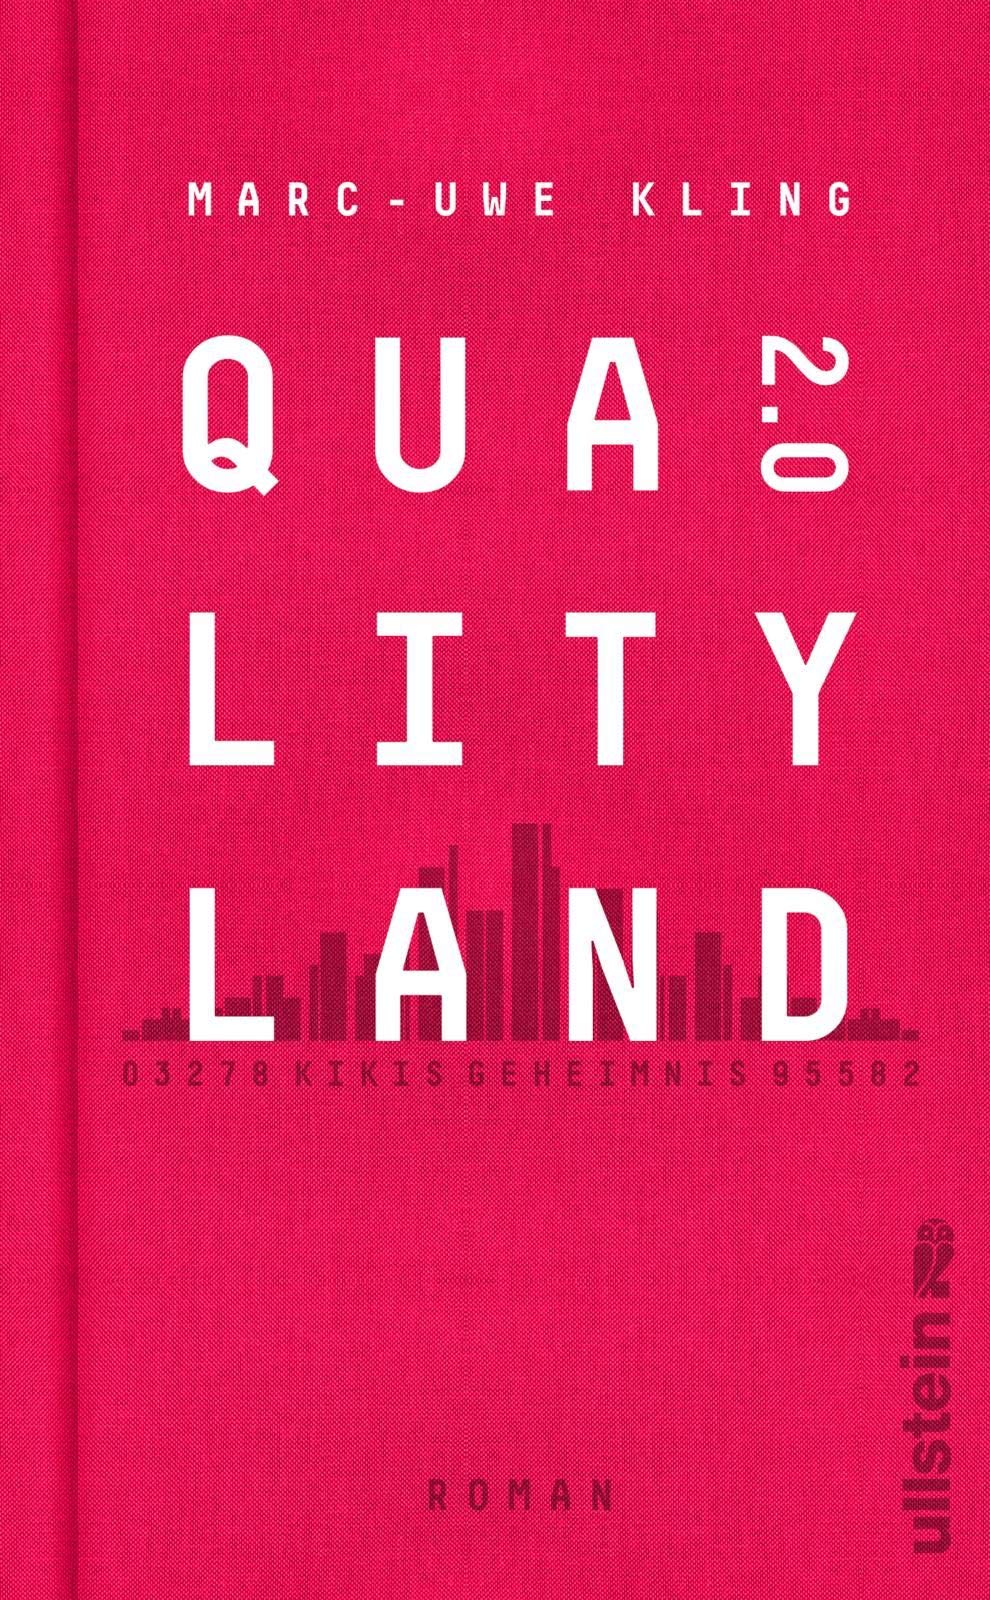 MARC-UWE KLING
QUA 2.0
LITY
LAND
03278 KIKIS GEHEIMNIS 95582
ullstein
ROMAN